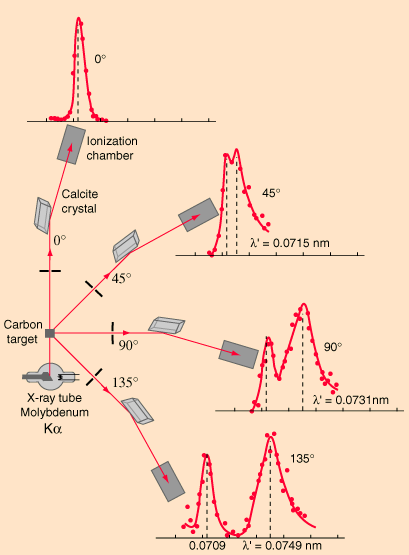 0°
Ionization
chamber
Calcite
crystal
0°
45°
λ' = 0.0715 nm
45°
Carbon
target
90°
90°
λ' = 0.0731nm
135°
X-ray tube
Molybdenum
Kα
135°
0.0709 λ' = 0.0749 nm